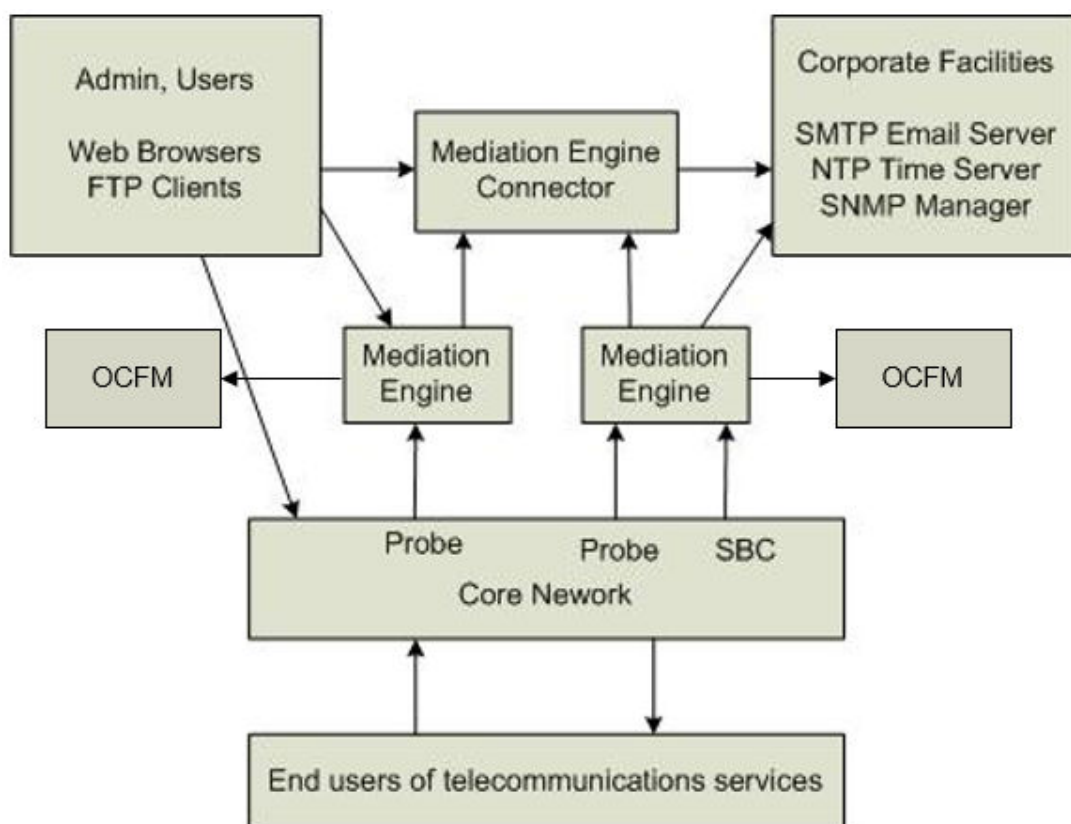 Admin, Users
Web Browsers
FTP Clients
Mediation Engine
Connector
Corporate Facilities
SMTP Email Server
NTP Time Server
SNMP Manager
OCFM
Mediation
Engine
Mediation
Engine
OCFM
Probe
Probe
SBC
Core Nework
End users of telecommunications services